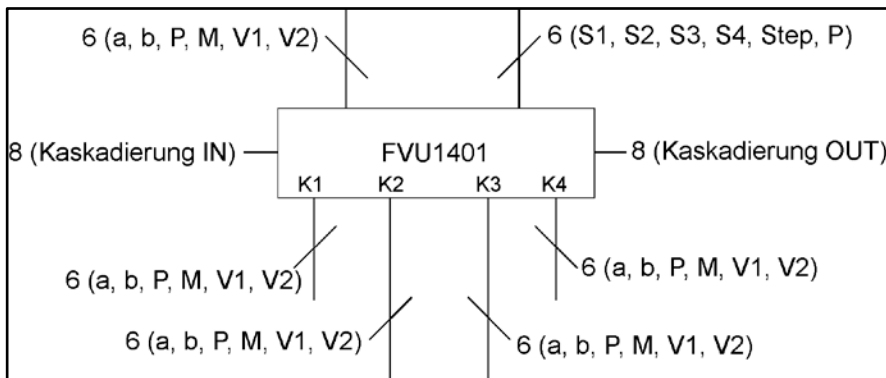 6 (a, b, P, M, V1, V2)
6 (S1, S2, S3, S4, Step, P)
8 (Kaskadierung IN)
FVU1401
8 (Kaskadierung OUT)
K1 K2 K3 K4
6 (a, b, P, M, V1, V2)
6 (a, b, P, M, V1, V2)
6 (a, b, P, M, V1, V2)
6 (a, b, P, M, V1, V2)